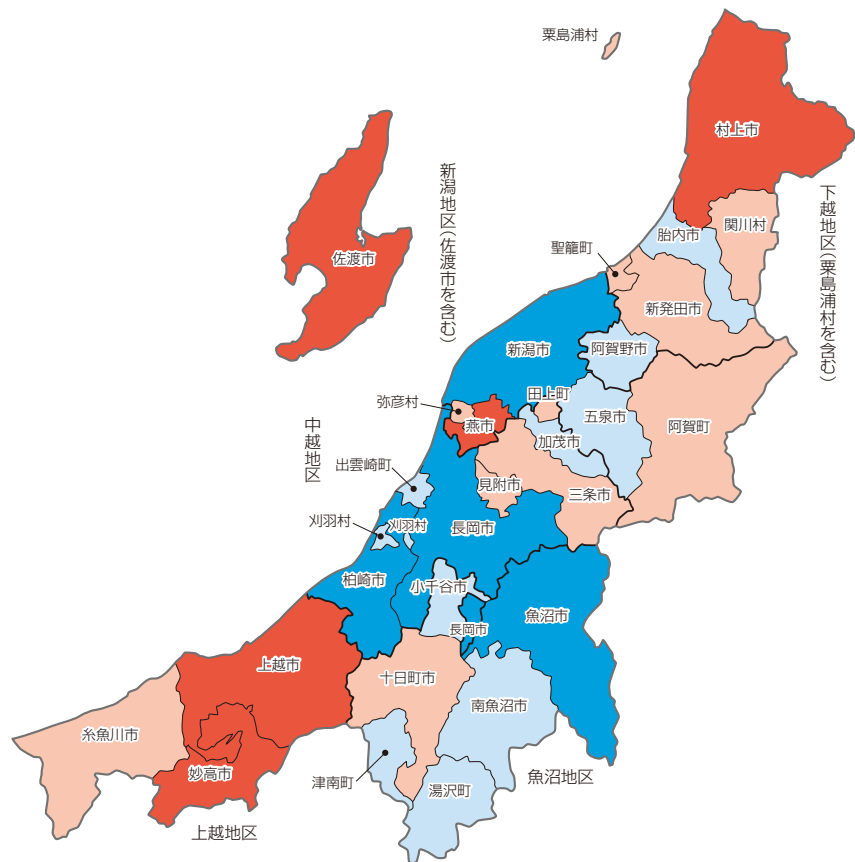 粟島浦村
村上市
新潟地区(佐渡市を含む)
下越地区(粟島浦村を含む)
関川村
胎内市
聖籠町
佐渡市
新発田市
新潟市
阿賀野市
田上町
弥彦村
燕市
五泉市
阿賀町
加茂市
中越地区
出雲崎町
見附市
三条市
刈羽村
刈羽村
長岡市
柏崎市
小千谷市
魚沼市
長岡市
上越市
十日町市
南魚沼市
糸魚川市
妙高市
津南町
湯沢町
魚沼地区
上越地区